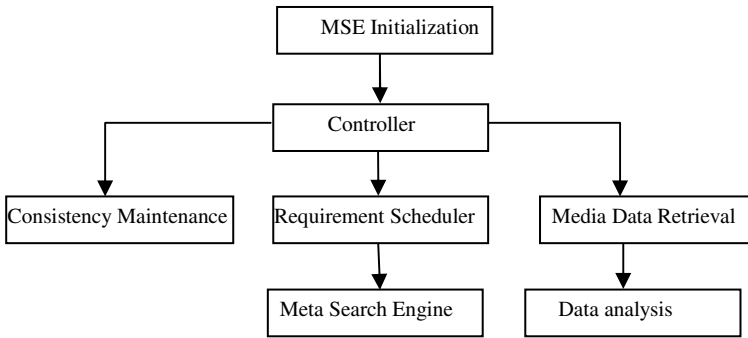 MSE Initialization
Controller
Consistency Maintenance
Requirement Scheduler
Media Data Retrieval
Meta Search Engine
Data analysis